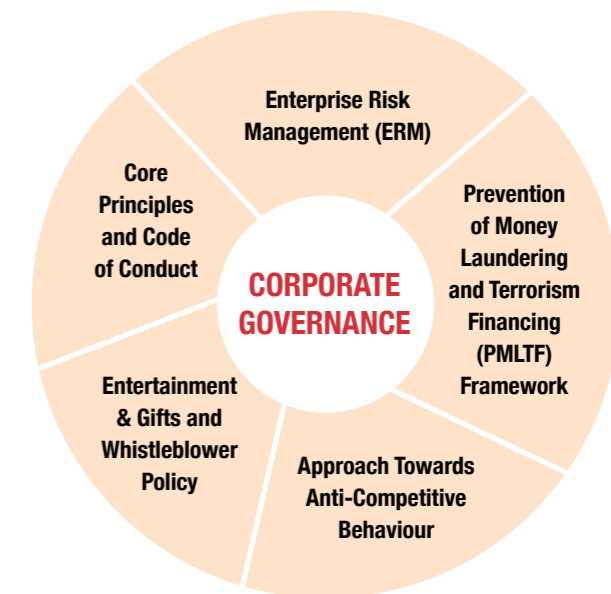 Enterprise Risk
Management (ERM)
Prevention
of Money
Laundering
and Terrorism
Financing
(PMLTF)
Framework
Approach Towards
Anti-Competitive
Behaviour
Entertainment
& Gifts and
Whistleblower
Policy
Core
Principles
and Code
of Conduct
CORPORATE
GOVERNANCE